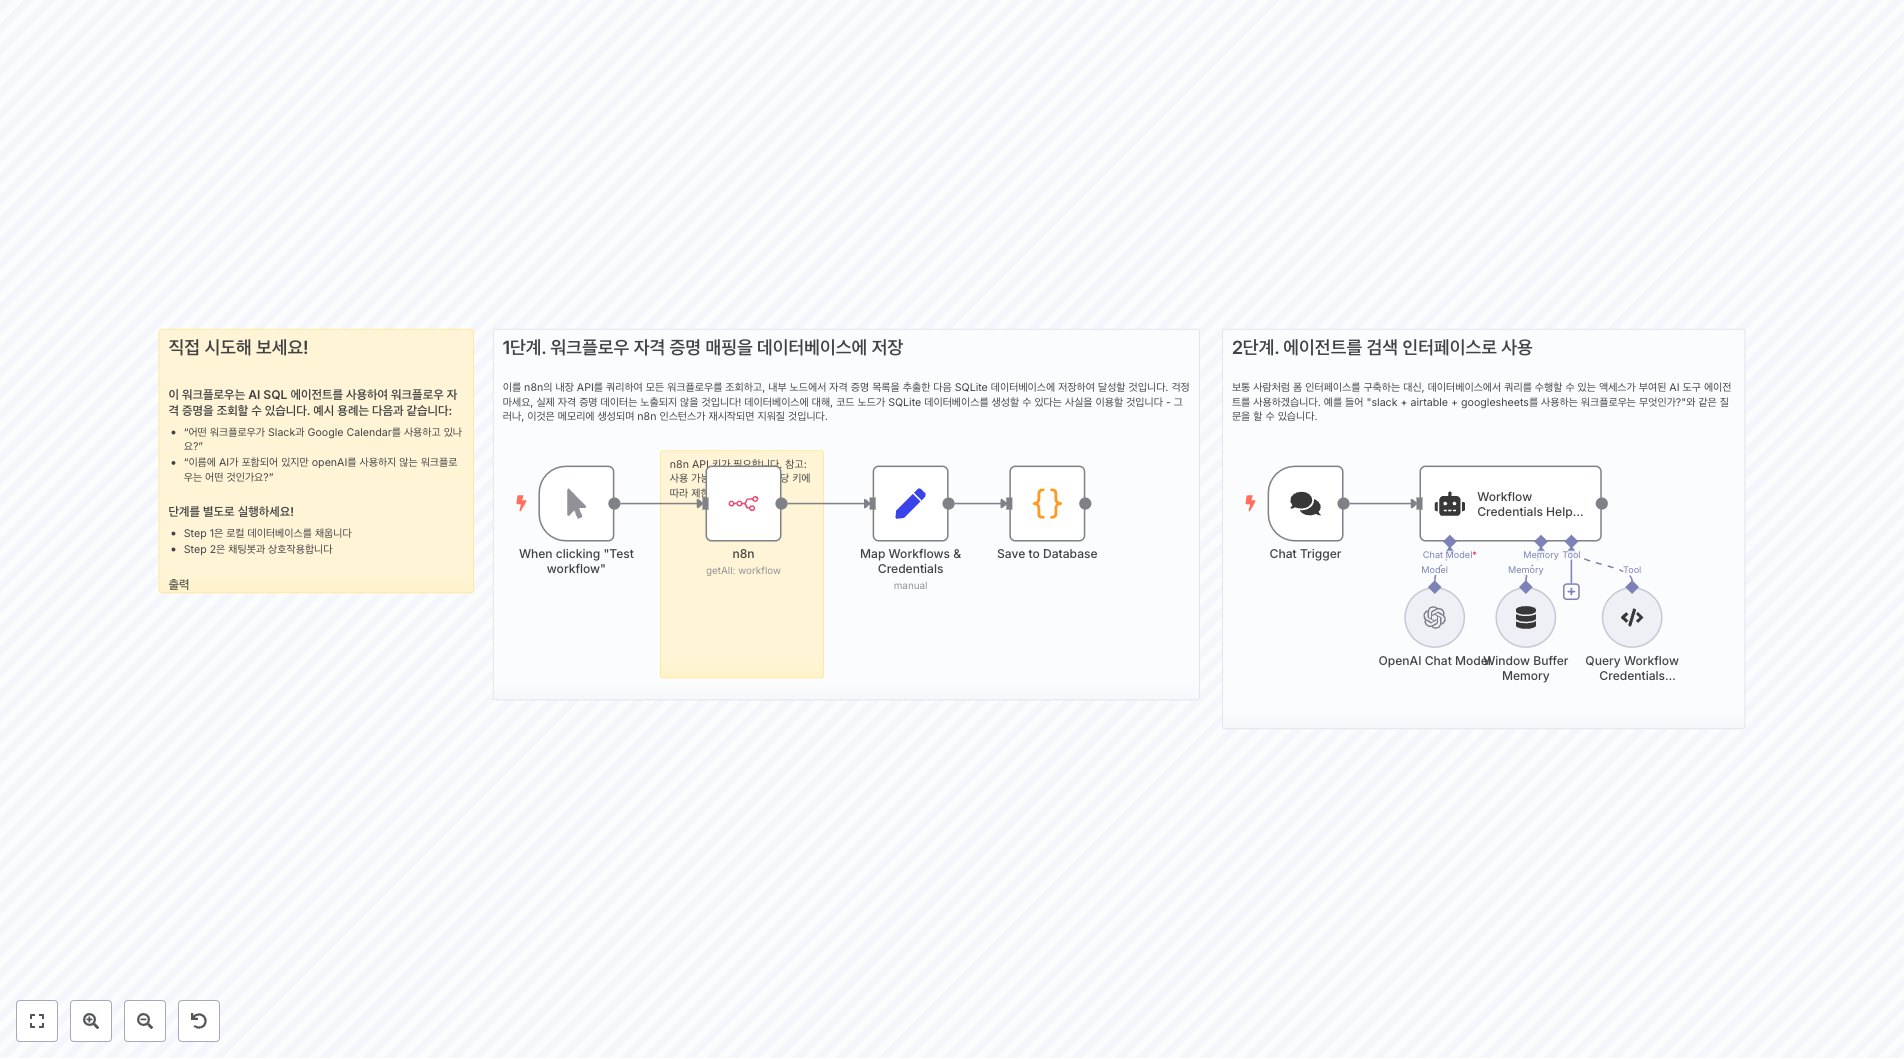 직접 시도해 보세요!
이 워크플로우는 AI SQL 에이전트를 사용하여 워크플로우 자
격 증명을 조회할 수 있습니다. 예시 용례는 다음과 같습니다:
• “어떤 워크플로우가 Slack과 Google Calendar를 사용하고 있나
요?”
• “이름에 AI가 포함되어 있지만 openAI를 사용하지 않는 워크플로
우는 어떤 것인가요?”
단계를 별도로 실행하세요!
• Step 1은 로컬 데이터베이스를 채웁니다
• Step 2은 채팅봇과 상호작용합니다
출력
1단계. 워크플로우 자격 증명 매핑을 데이터베이스에 저장
이를 n8n의 내장 API를 쿼리하여 모든 워크플로우를 조회하고, 내부 노드에서 자격 증명 목록을 추출한 다음 SQLite 데이터베이스에 저장하여 달성할 것입니다. 걱정
마세요, 실제 자격 증명 데이터는 노출되지 않을 것입니다! 데이터베이스에 대해, 코드 노드가 SQLite 데이터베이스를 생성할 수 있다는 사실을 이용할 것입니다 - 그
러나, 이것은 메모리에 생성되며 n8n 인스턴스가 재시작되면 지워질 것입니다.
n8n API 키가 필요합니다. 참고:
사용 가능 당 키에
따라 제한
When clicking "Test
workflow"
n8n
getAll: workflow
Map Workflows &
Credentials
manual
Save to Database
2단계. 에이전트를 검색 인터페이스로 사용
보통 사람처럼 폼 인터페이스를 구축하는 대신, 데이터베이스에서 쿼리를 수행할 수 있는 액세스가 부여된 AI 도구 에이전
트를 사용하겠습니다. 예를 들어 "slack + airtable + googlesheets를 사용하는 워크플로우는 무엇인가?"와 같은 질
문을 할 수 있습니다.
Chat Trigger
Workflow
Credentials Help...
Chat Model*
Memory
Tool
Model
Memory
Tool
OpenAI Chat Model
Window Buffer
Memory
Query Workflow
Credentials...